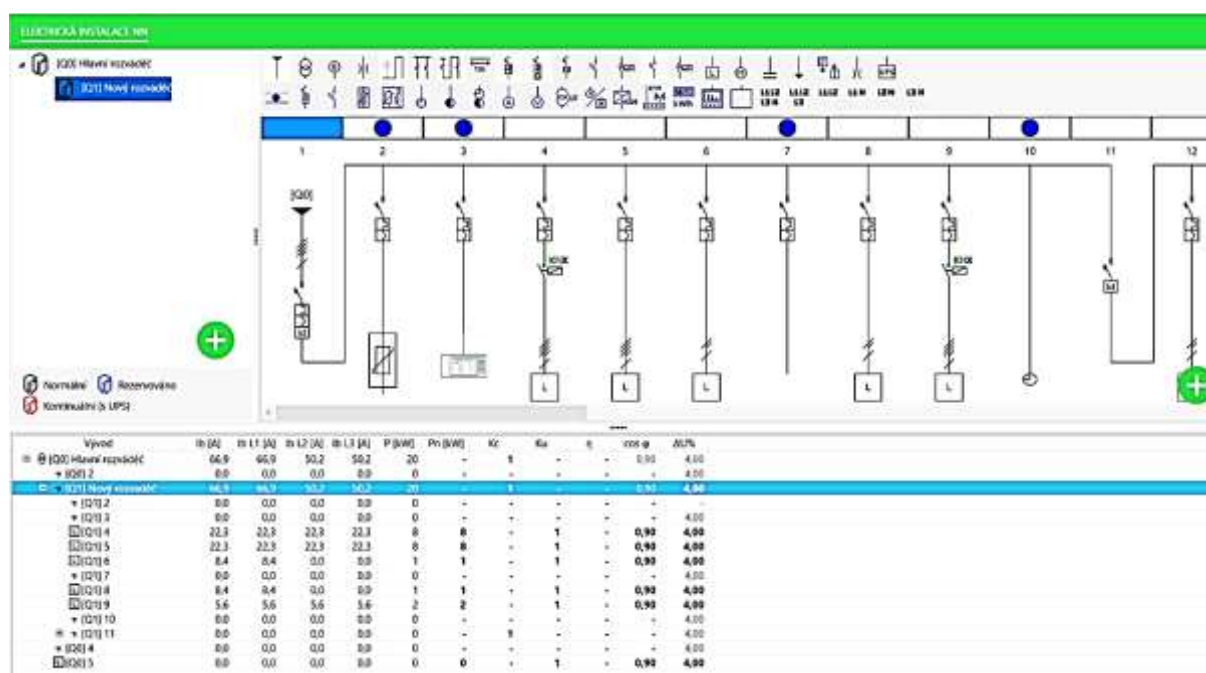 ELEKTRICKÁ INSTALACE NN
[Q0] Hlavní rozvaděč
[Q1] Nový rozvaděč
1 2 3 4 5 6 7 8 9 10 11 12
[Q0]
L L L L L
Normální Rezervováno
Kontinuální (s UPS)
Vývod Ib [A] Ib L1 [A] Ib L2 [A] Ib L3 [A] P [kW] Pn [kW] Kc Ku η cos φ ΔU%
[Q0] Hlavní rozvaděč 66,9 66,9 50,2 50,2 20 - 1 - - 0,90 4,00
[Q0] 2 0,0 0,0 0,0 0,0 0 - - - - - 4,00
[Q1] Nový rozvaděč 66,9 66,9 50,2 50,2 20 - 1 - - 0,90 4,00
[Q1] 2 0,0 0,0 0,0 0,0 0 - - - - - -
[Q1] 3 0,0 0,0 0,0 0,0 0 - - - - - 4,00
[Q1] 4 22,3 22,3 22,3 22,3 8 8 - 1 - 0,90 4,00
[Q1] 5 22,3 22,3 22,3 22,3 8 8 - 1 - 0,90 4,00
[Q1] 6 8,4 8,4 0,0 0,0 1 1 - 1 - 0,90 4,00
[Q1] 7 0,0 0,0 0,0 0,0 0 - - - - - 4,00
[Q1] 8 8,4 8,4 0,0 0,0 1 1 - 1 - 0,90 4,00
[Q1] 9 5,6 5,6 5,6 5,6 2 2 - 1 - 0,90 4,00
[Q1] 10 0,0 0,0 0,0 0,0 0 - - - - - 4,00
[Q1] 11 0,0 0,0 0,0 0,0 0 - 1 - - - 4,00
[Q0] 4 0,0 0,0 0,0 0,0 0 - - - - - 4,00
[Q0] 5 0,0 0,0 0,0 0,0 0 0 - 1 - 0,90 4,00